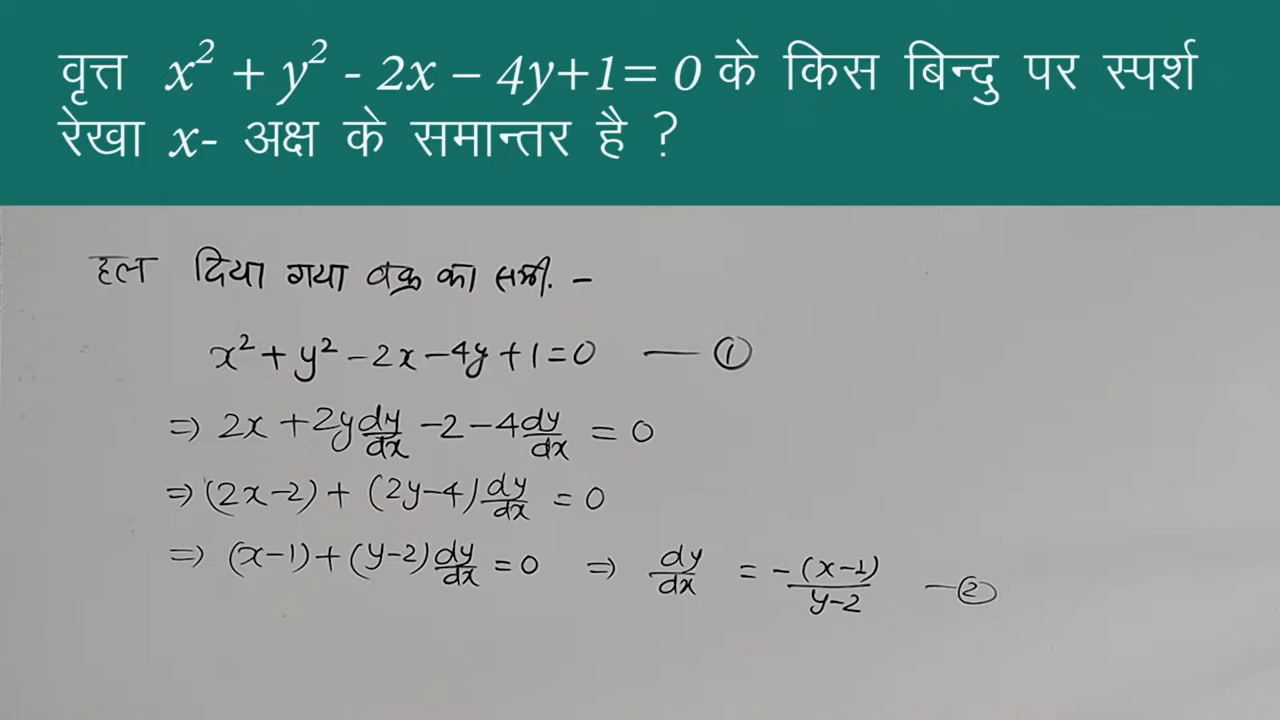 वृत्त x² + y² - 2x – 4y+1= 0 के किस बिन्दु पर स्पर्श
रेखा x- अक्ष के समान्तर है ?
हल दिया गया वक्र का समी. -
x² + y² - 2x - 4y + 1 = 0 — ①
⇒ 2x + 2y dy/dx - 2 - 4 dy/dx = 0
⇒ (2x-2) + (2y-4) dy/dx = 0
⇒ (x-1) + (y-2) dy/dx = 0 ⇒ dy/dx = -(x-1)/y-2 — ②